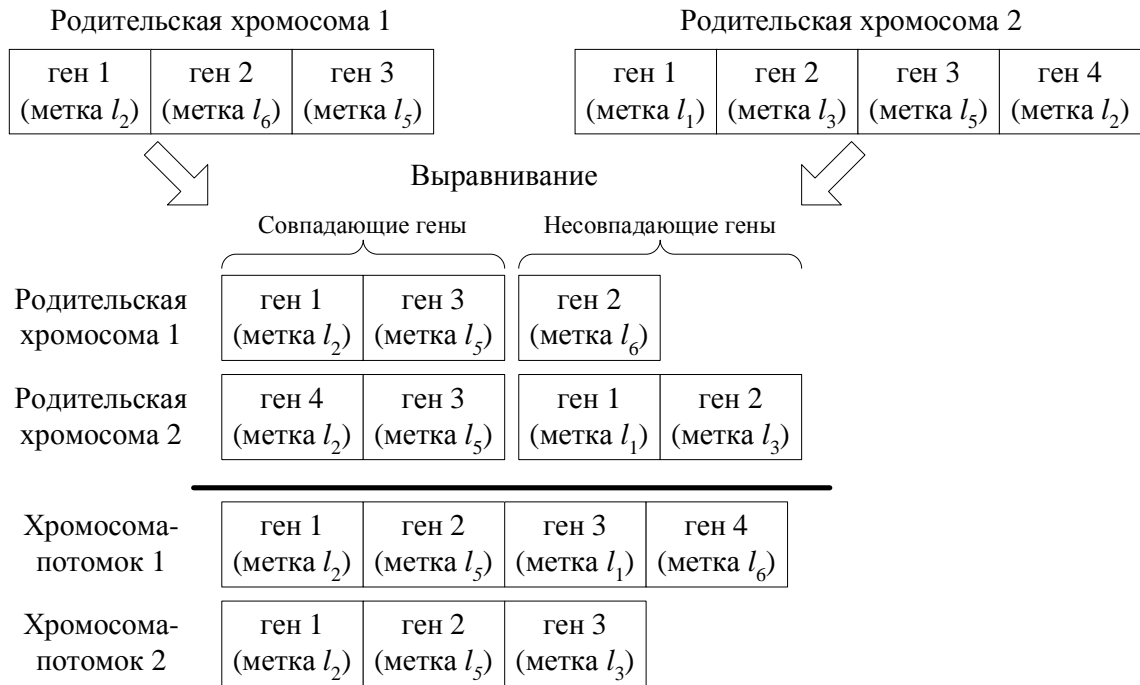 Родительская хромосома 1 Родительская хромосома 2
ген 1 ген 2 ген 3 ген 1 ген 2 ген 3 ген 4
(метка l2) (метка l6) (метка l5) (метка l1) (метка l3) (метка l5) (метка l2)
Выравнивание
Совпадающие гены Несовпадающие гены
Родительская ген 1 ген 3 ген 2
хромосома 1 (метка l2) (метка l5) (метка l6)
Родительская ген 4 ген 3 ген 1 ген 2
хромосома 2 (метка l2) (метка l5) (метка l1) (метка l3)
Хромосома- ген 1 ген 2 ген 3 ген 4
потомок 1 (метка l2) (метка l5) (метка l1) (метка l6)
Хромосома- ген 1 ген 2 ген 3
потомок 2 (метка l2) (метка l5) (метка l3)